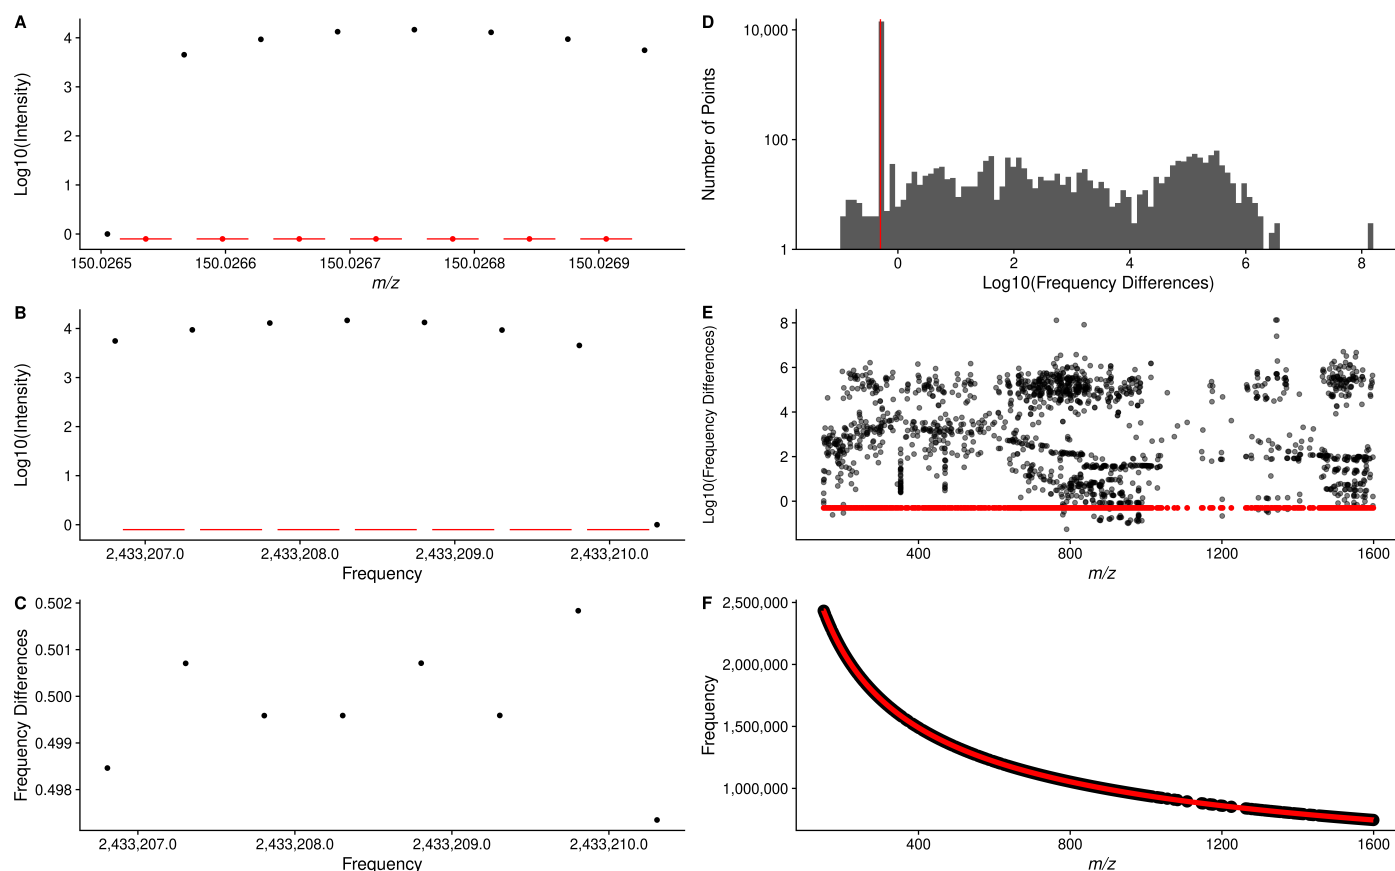 A
Log10(Intensity)
4
3
2
1
0
150.0265
150.0266
150.0267
150.0268
150.0269
m/z
B
Log10(Intensity)
4
3
2
1
0
2,433,207.0
2,433,208.0
2,433,209.0
2,433,210.0
Frequency
C
Frequency Differences
0.502
0.501
0.500
0.499
0.498
2,433,207.0
2,433,208.0
2,433,209.0
2,433,210.0
Frequency
D
Number of Points
10,000
100
1
0
2
4
6
8
Log10(Frequency Differences)
E
Log10(Frequency Differences)
8
6
4
2
0
400
800
1200
1600
m/z
F
Frequency
2,500,000
2,000,000
1,500,000
1,000,000
400
800
1200
1600
m/z